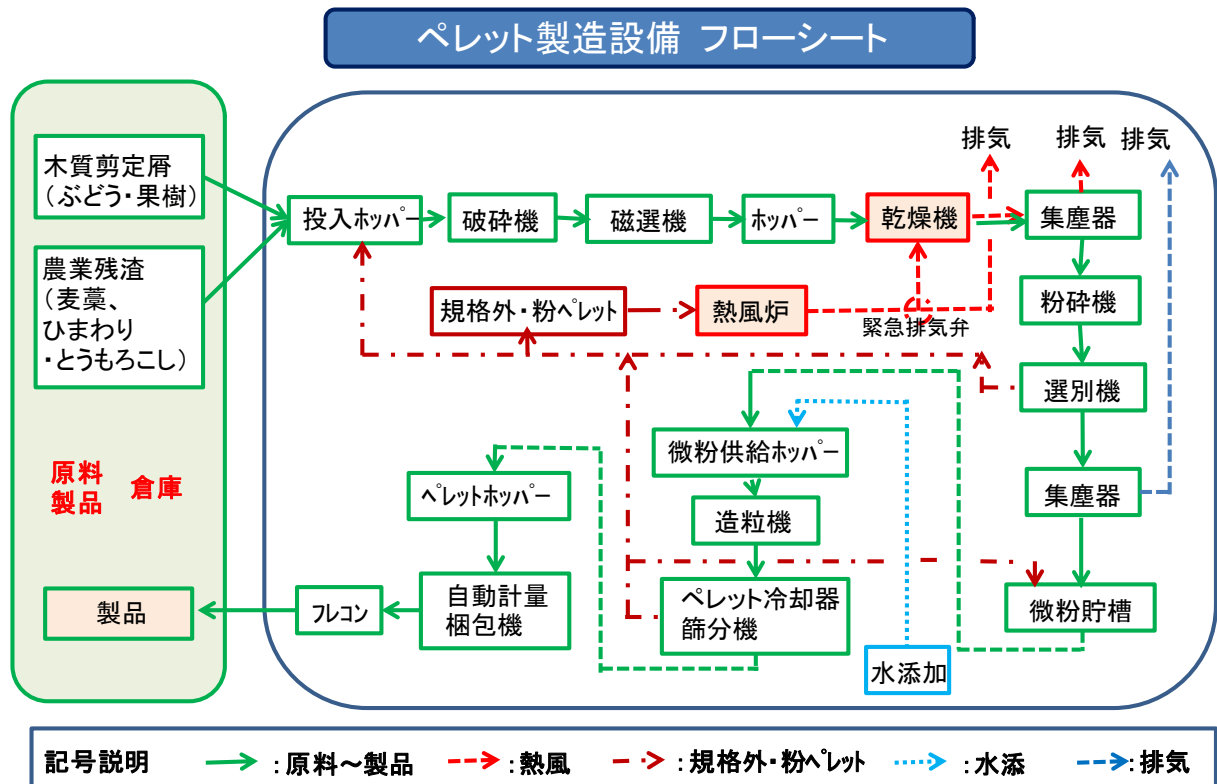 ペレット製造設備 フローシート
木質剪定屑
(ぶどう・果樹)
農業残渣
(麦藁、
ひまわり
・とうもろこし)
原料
製品
倉庫
製品
排気
排気
排気
投入ホッパー
破砕機
磁選機
ホッパー
乾燥機
集塵器
規格外・粉ペレット
熱風炉
緊急排気弁
粉砕機
選別機
微粉供給ホッパー
ペレットホッパー
造粒機
集塵器
フレコン
自動計量
梱包機
ペレット冷却器
篩分機
水添加
微粉貯槽
記号説明
:原料~製品
:熱風
:規格外・粉ペレット
:水添
:排気